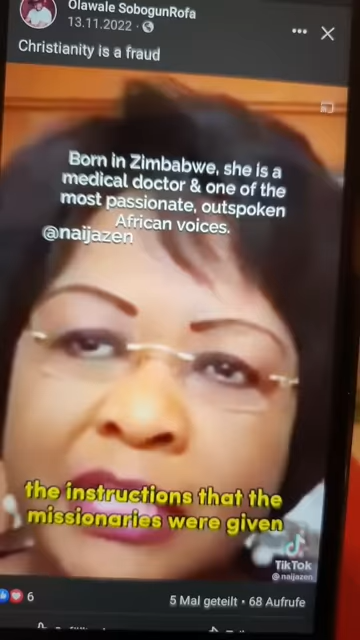 Olawale SobogunRofa
13.11.2022
Christianity is a fraud
Born in Zimbabwe, she is a
medical doctor & one of the
most passionate, outspoken
African voices.
@naijazen
the instructions that the
missionaries were given
TikTok
@naijazen
6
5 Mal geteilt • 68 Aufrufe